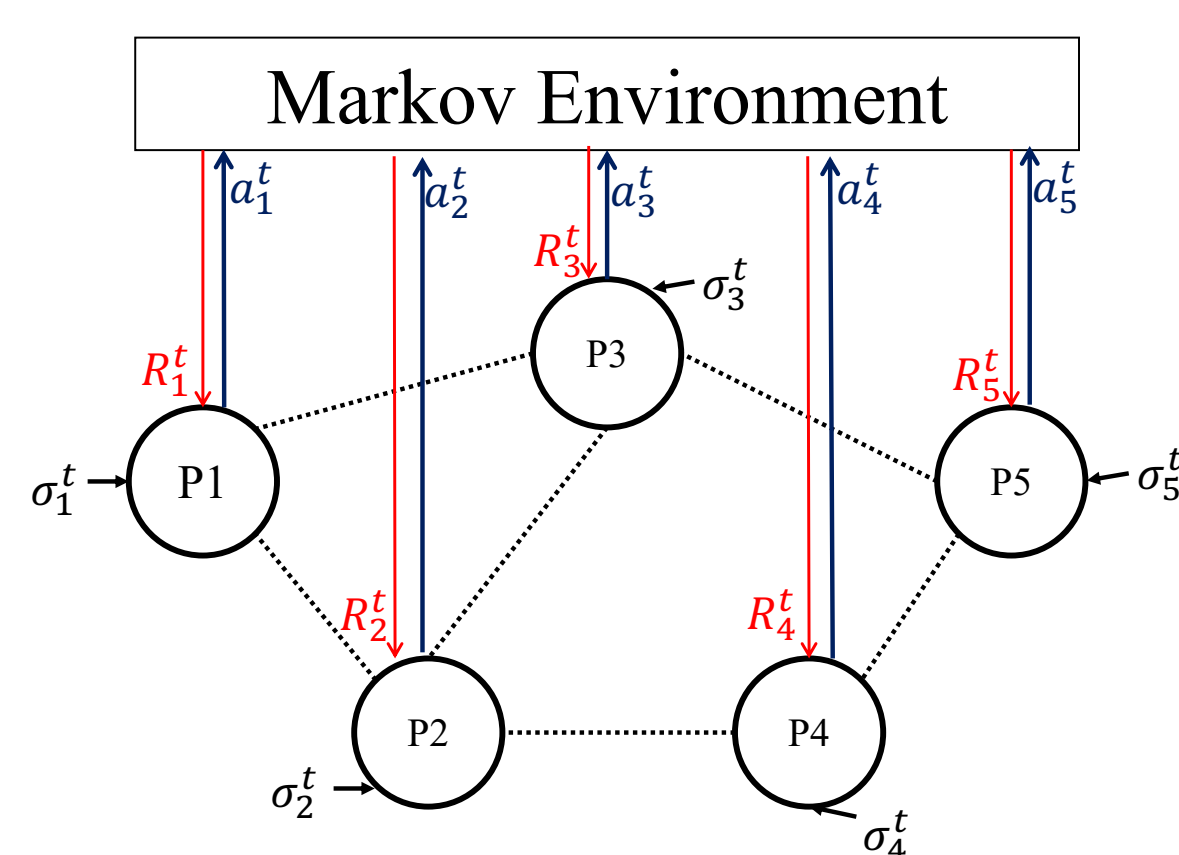 Markov Environment
a_1^t a_2^t a_3^t a_4^t a_5^t
R_3^t σ_3^t
P3
R_1^t R_5^t
σ_1^t P1 P5 σ_5^t
R_2^t R_4^t
P2 P4
σ_2^t
σ_4^t